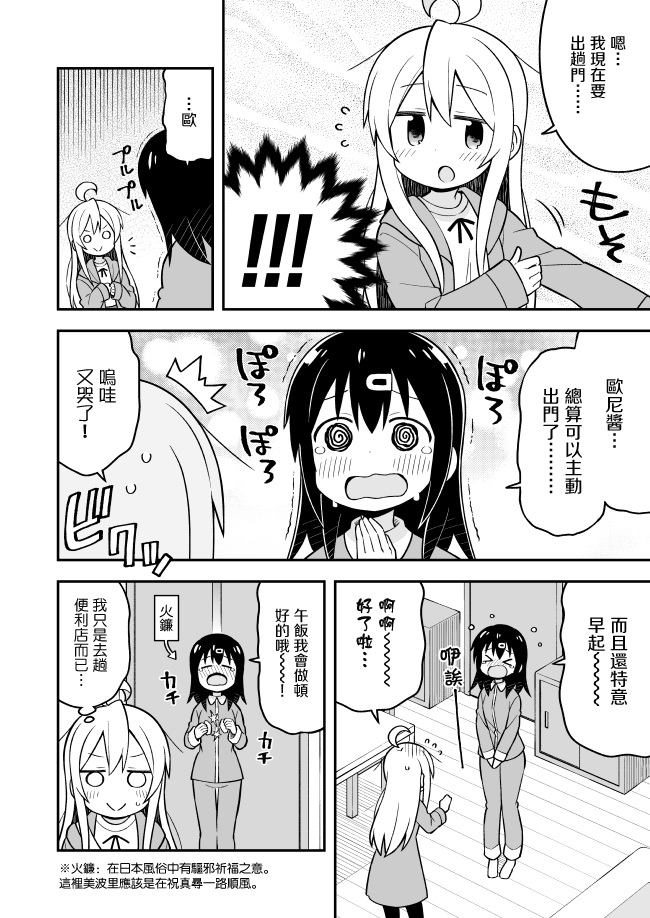 嗯…
我現在要
出趟門……
もそ
!!!
…歐
プル
プル
歐尼醬…
總算可以主動
出門了………
ぽろ
ぽろ
ぽろ
ぽろ
嗚哇
又哭了！
ビクッ
而且還特意
早起~~~
咿誒
啊啊~~~
好了啦…
午飯我會做頓
好的哦~~~！
火鐮
カチ
カチ
我只是去趟
便利店而已…
※火鐮：在日本風俗中有驅邪祈福之意。
這裡美波里應該是在祝真尋一路順風。